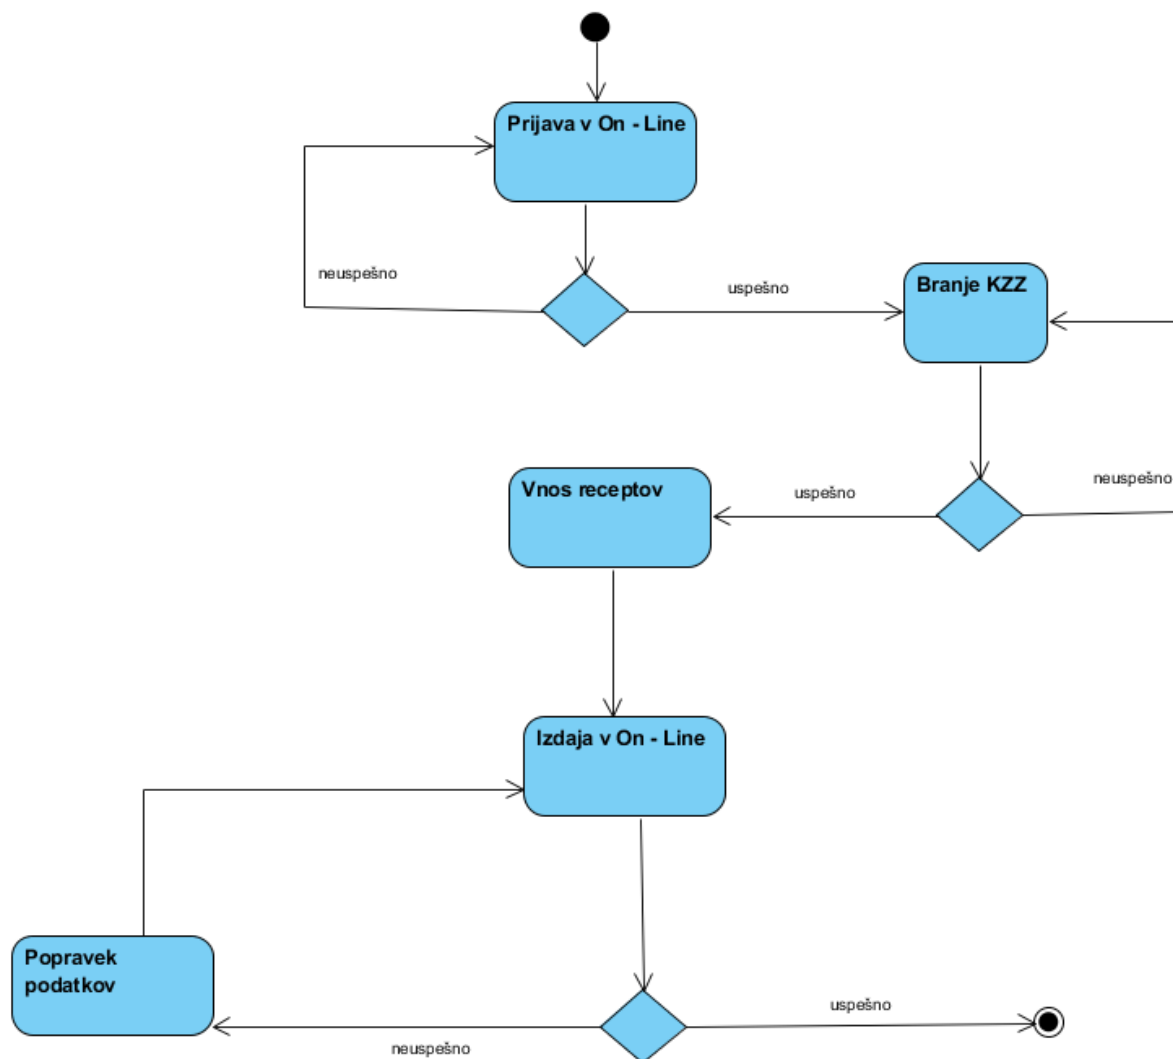 Prijava v On - Line
neuspešno
uspešno
Branje KZZ
Vnos receptov
uspešno
neuspešno
Izdaja v On - Line
Popravek
podatkov
neuspešno
uspešno